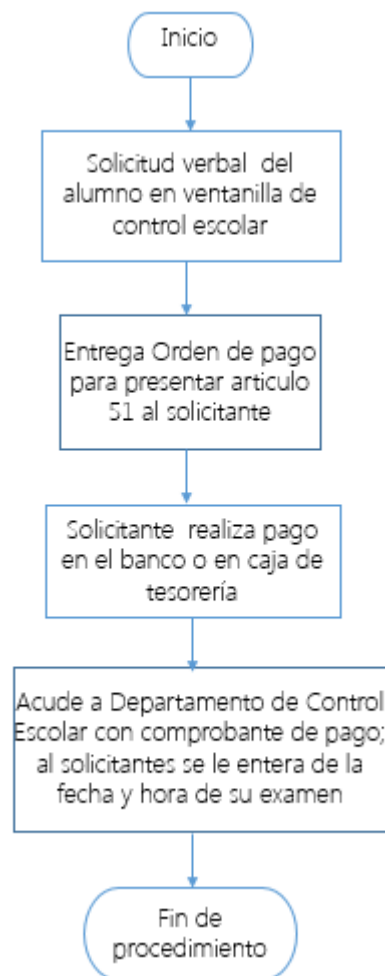 Inicio
Solicitud verbal del
alumno en ventanilla de
control escolar
Entrega Orden de pago
para presentar articulo
51 al solicitante
Solicitante realiza pago
en el banco o en caja de
tesorería
Acude a Departamento de Control
Escolar con comprobante de pago;
al solicitantes se le entera de la
fecha y hora de su examen
Fin de
procedimiento